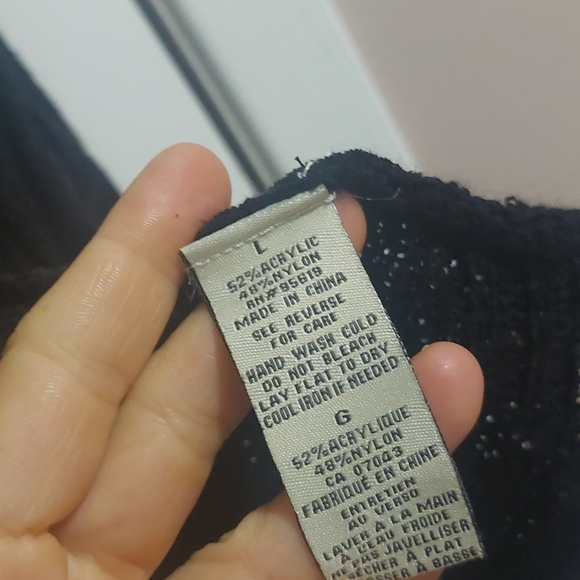 L
52%ACRYLIC
48%NYLON
RN#95619
MADE IN CHINA
SEE REVERSE
FOR CARE
HAND WASH COLD
DO NOT BLEACH
LAY FLAT TO DRY
COOL IRON IF NEEDED
G
52%ACRYLIQUE
48%NYLON
CA 07043
FABRIQUÉ EN CHINE
ENTRETIEN
AU VERSO
LAVER A LA MAIN
A L'EAU FROIDE
NE PAS JAVELLISER
SÉCHER A PLAT
A BASSE